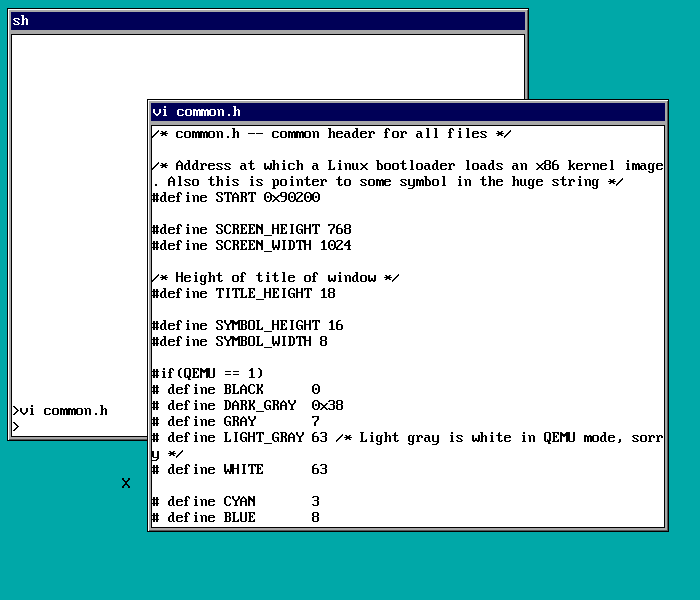 sh
vi common.h
/* common.h -- common header for all files */
/* Address at which a Linux bootloader loads an x86 kernel image
. Also this is pointer to some symbol in the huge string */
#define START 0x90200
#define SCREEN_HEIGHT 768
#define SCREEN_WIDTH 1024
/* Height of title of window */
#define TITLE_HEIGHT 18
#define SYMBOL_HEIGHT 16
#define SYMBOL_WIDTH 8
#if(QEMU == 1)
# define BLACK      0
# define DARK_GRAY  0x38
# define GRAY       7
# define LIGHT_GRAY 63 /* Light gray is white in QEMU mode, sorr
y */
# define WHITE      63
# define CYAN       3
# define BLUE       8
>vi common.h
>
X